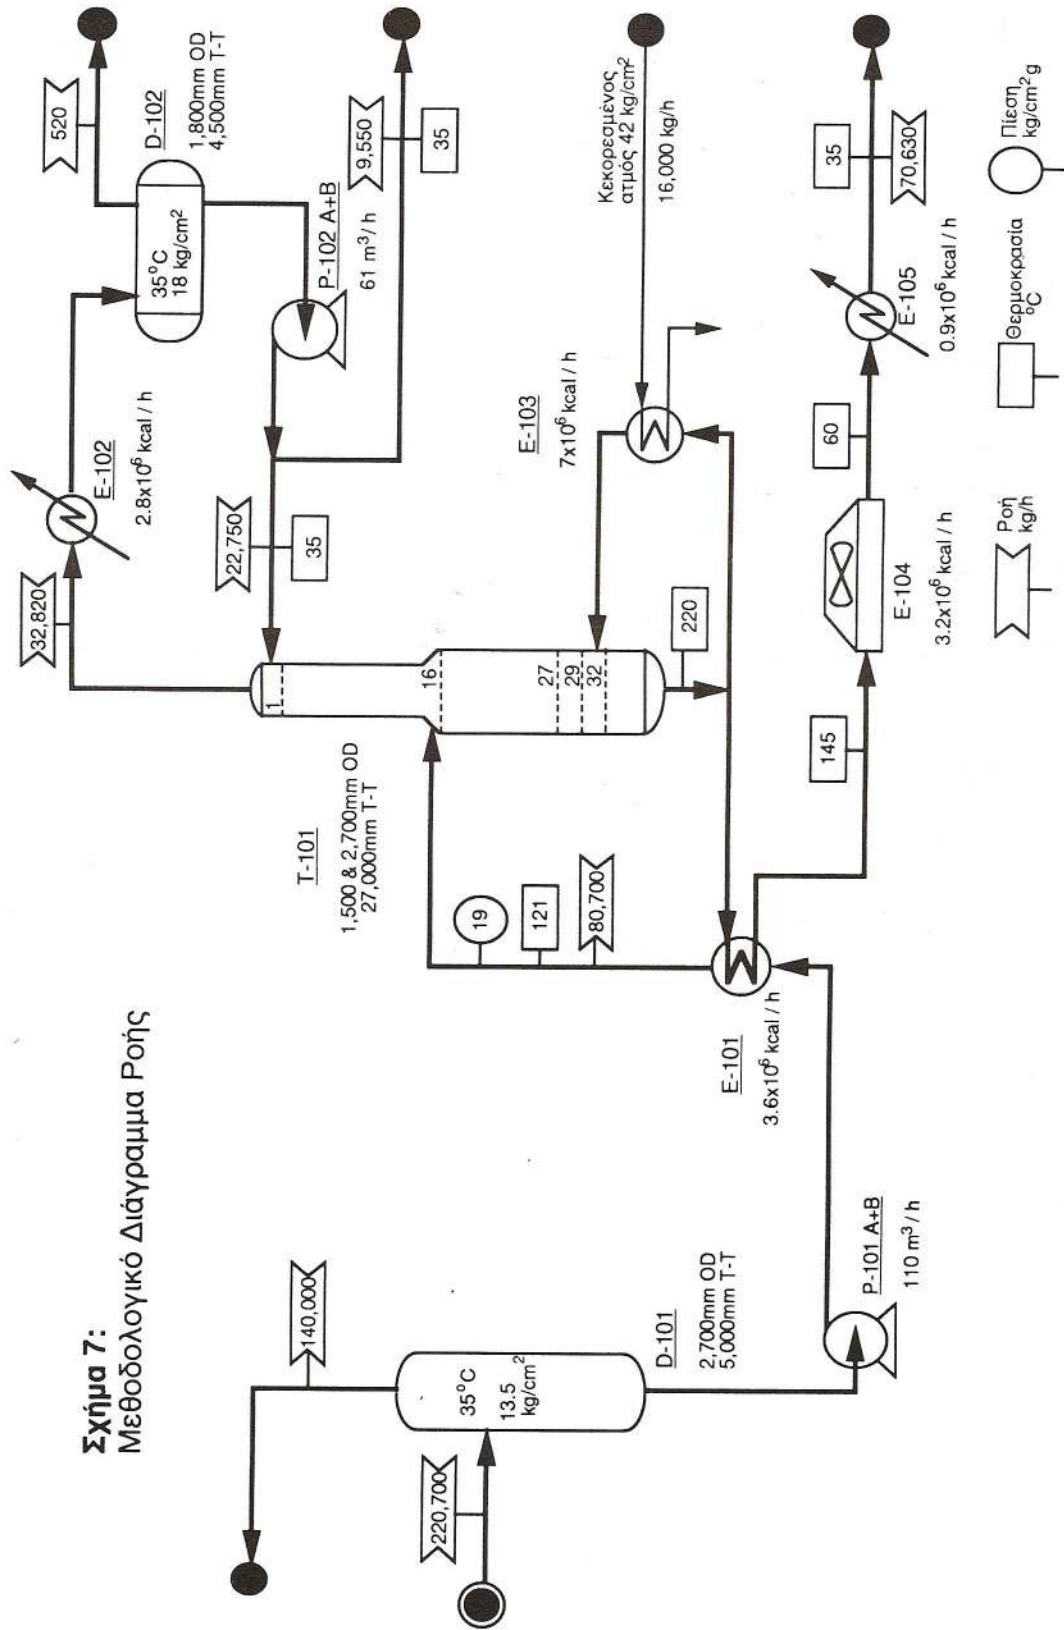 Σχήμα 7:
Μεθοδολογικό Διάγραμμα Ροής
220,700
140,000
35°C
13.5
kg/cm²
D-101
2,700mm OD
5,000mm T-T
P-101 A+B
110 m³/ h
E-101
3.6x10⁶ kcal / h
80,700
121
19
T-101
1,500 & 2,700mm OD
27,000mm T-T
1
16
27
29
32
220
32,820
E-102
2.8x10⁶ kcal / h
35°C
18 kg/cm²
D-102
1,800mm OD
4,500mm T-T
520
P-102 A+B
61 m³/ h
22,750
35
9,550
35
E-103
7x10⁶ kcal / h
Κεκορεσμένος
ατμός 42 kg/cm²
16,000 kg/h
145
E-104
3.2x10⁶ kcal / h
60
E-105
0.9x10⁶ kcal / h
35
70,630
Ροή
kg/h
Θερμοκρασία
°C
Πίεση
kg/cm²g